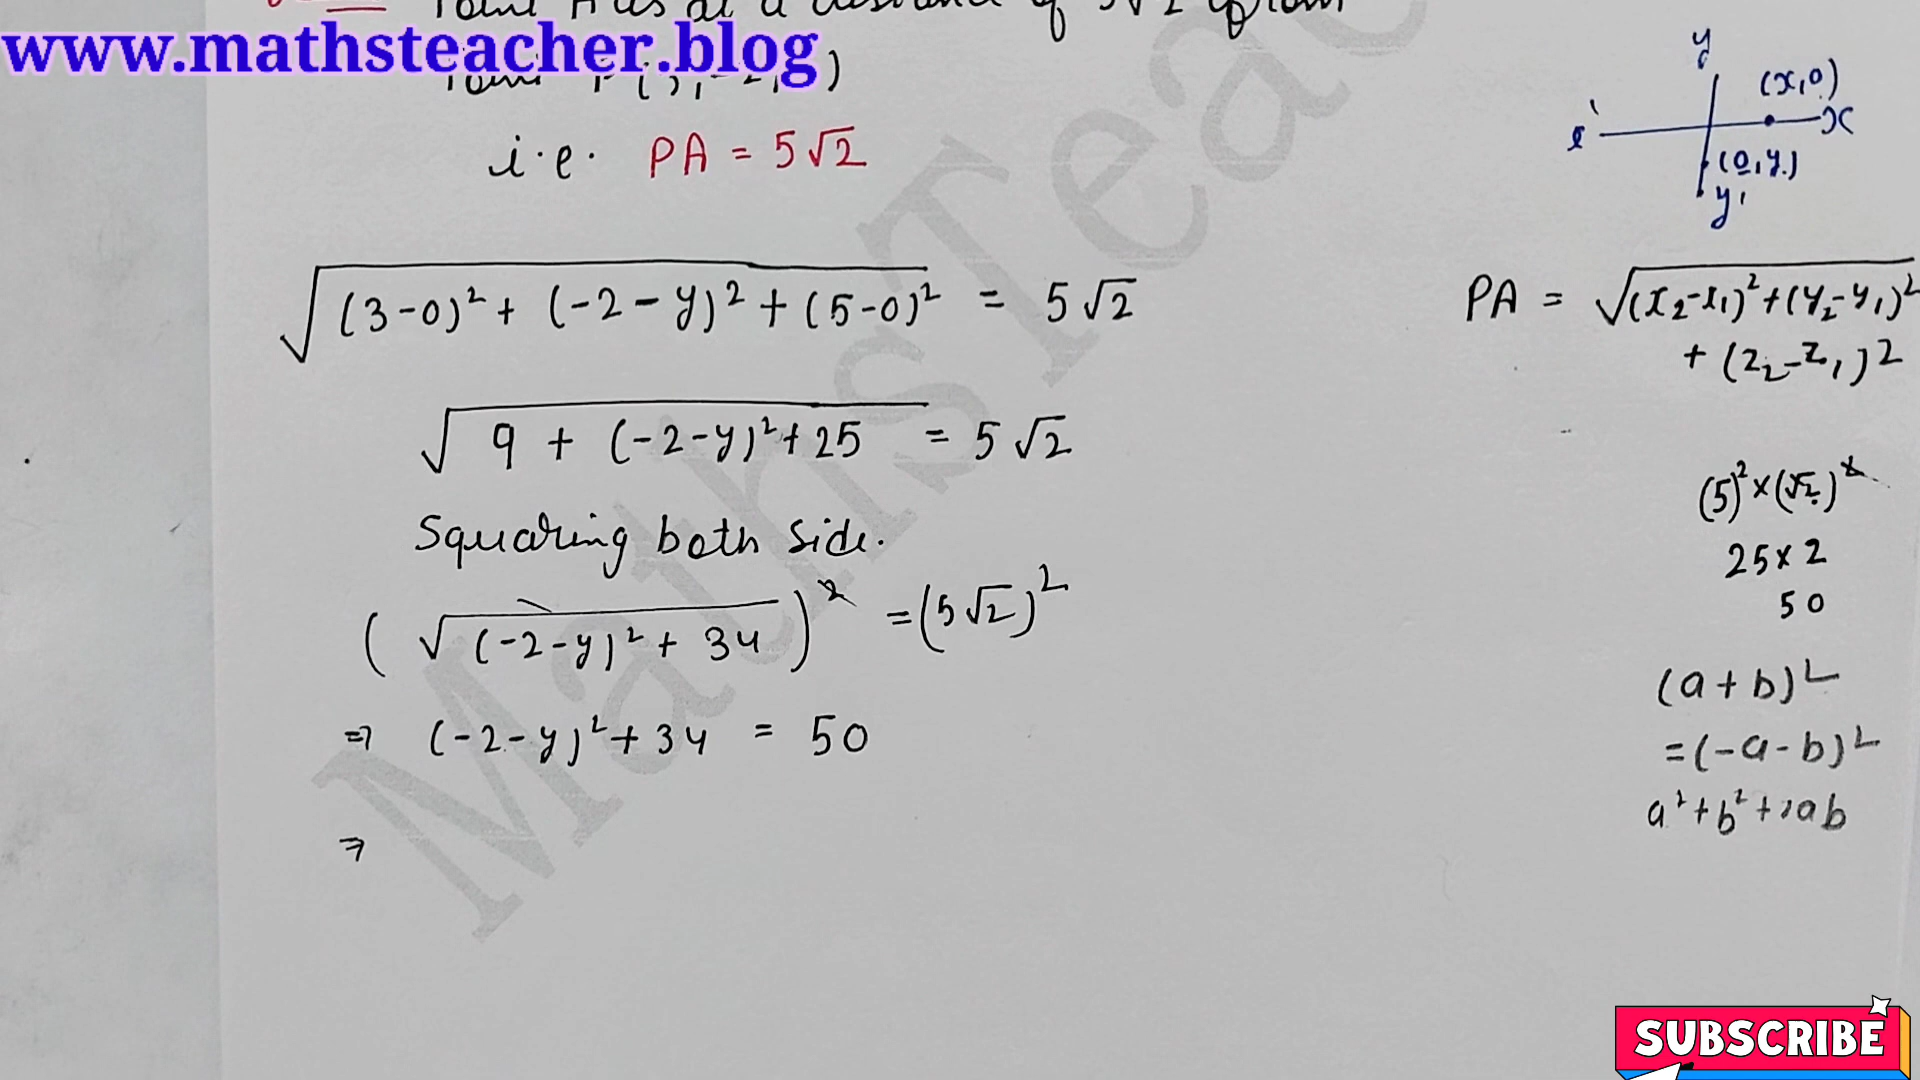 www.mathsteacher.blog
i.e. PA = 5√2
√(3-0)² + (-2-y)² + (5-0)² = 5√2
√9 + (-2-y)² + 25 = 5√2
Squaring both side.
(√(-2-y)² + 34)² = (5√2)²
⇒ (-2-y)² + 34 = 50
⇒
y
(x,0)
x
(0,y)
y'
PA = √(x₂-x₁)² + (y₂-y₁)²
+ (z₂-z₁)²
(5)² × (√2)²
25 × 2
50
(a+b)²
= (-a-b)²
a² + b² + 2ab
MathsTeac
SUBSCRIBE